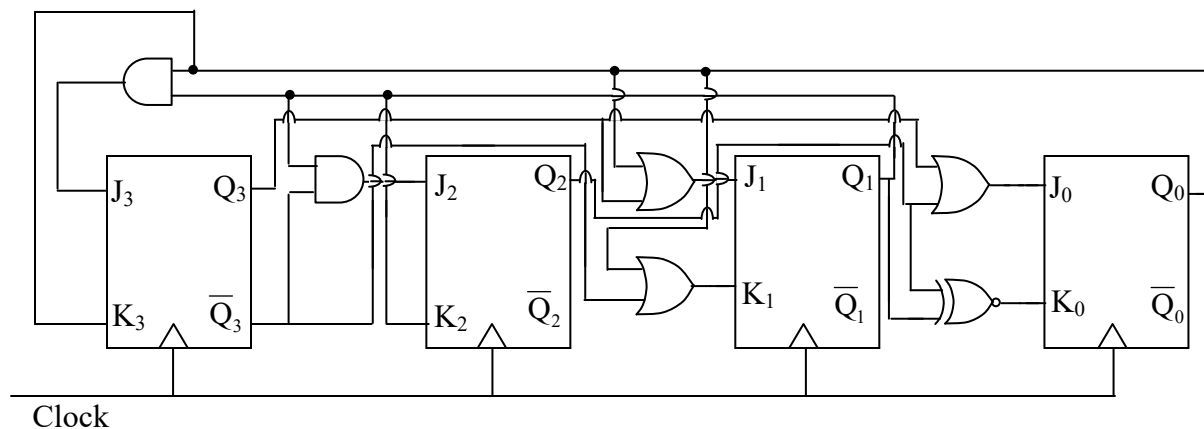 J₃ Q₃ J₂ Q₂ J₁ Q₁ J₀ Q₀
K₃ Q̅₃ K₂ Q̅₂ K₁ Q̅₁ K₀ Q̅₀
Clock